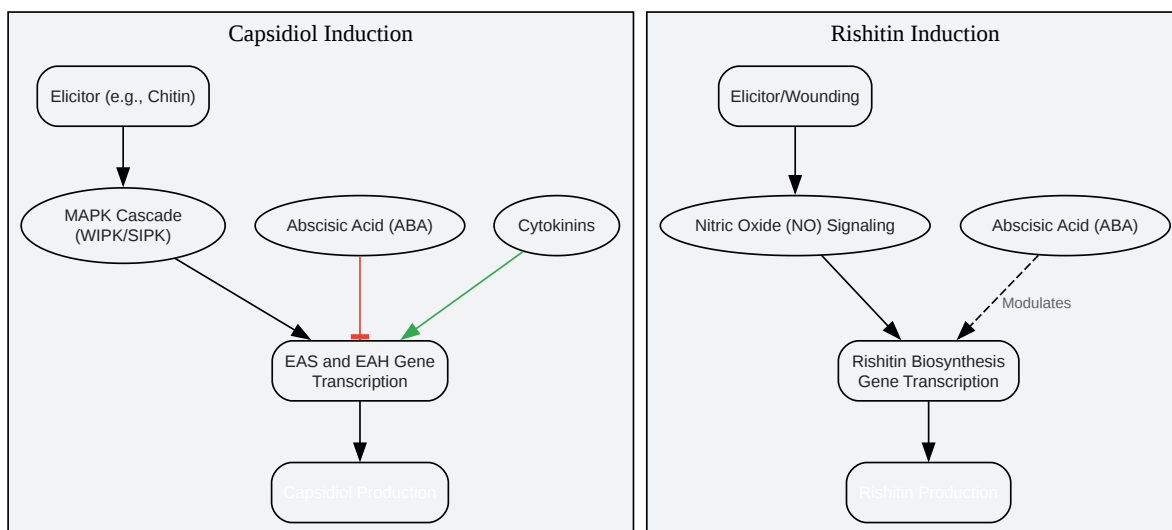 Capsidiol Induction
Elicitor (e.g., Chitin)
MAPK Cascade
(WIPK/SIPK)
Abscisic Acid (ABA)
Cytokinins
EAS and EAH Gene
Transcription
Capsidiol Production
Rishitin Induction
Elicitor/Wounding
Nitric Oxide (NO) Signaling
Abscisic Acid (ABA)
Modulates
Rishitin Biosynthesis
Gene Transcription
Rishitin Production